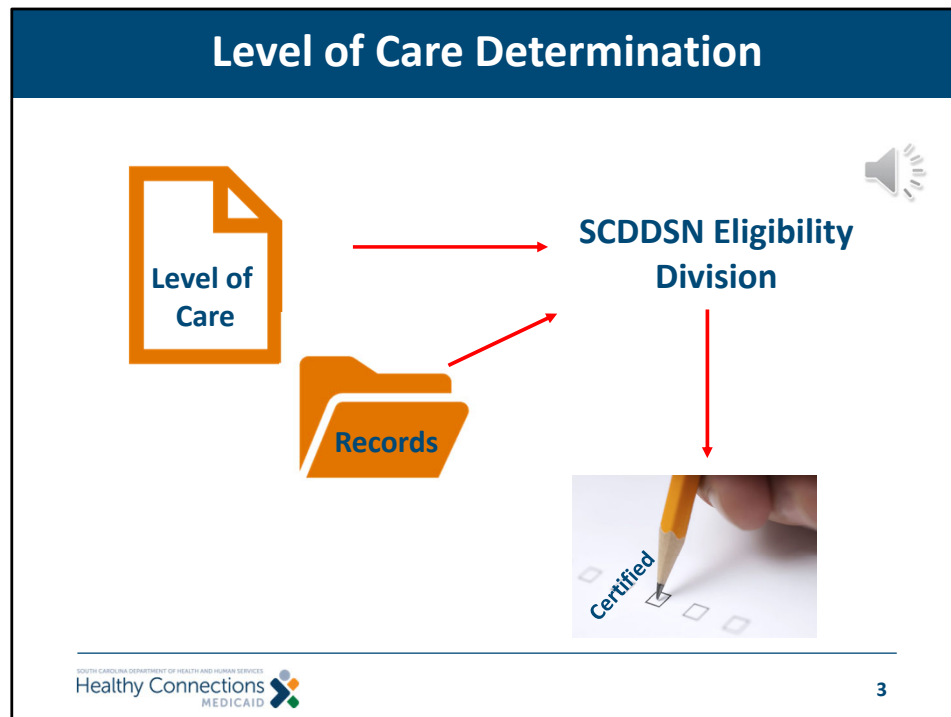 Level of Care Determination
Level of
Care
SCDDSN Eligibility
Division
Records
Certified
SOUTH CAROLINA DEPARTMENT OF HEALTH AND HUMAN SERVICES
Healthy Connections
MEDICAID
3